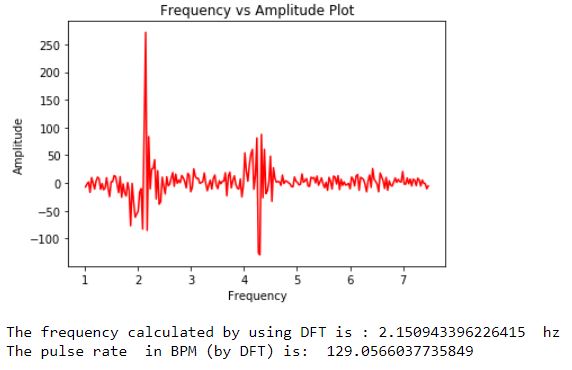 Frequency vs Amplitude Plot
250
200
150
100
50
0
−50
−100
Amplitude
1 2 3 4 5 6 7
Frequency
The frequency calculated by using DFT is : 2.150943396226415  hz
The pulse rate  in BPM (by DFT) is:  129.0566037735849